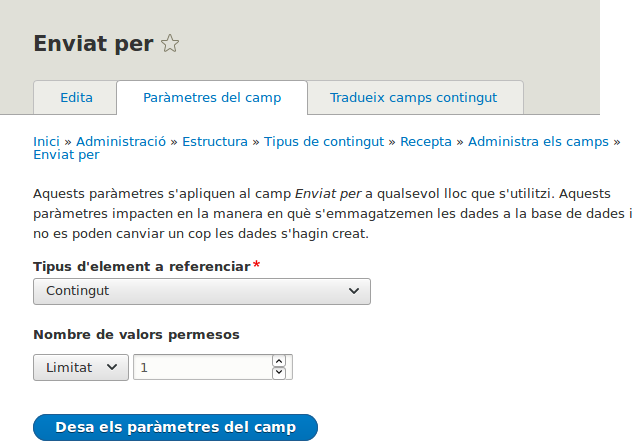 Enviat per
Edita
Paràmetres del camp
Tradueix camps contingut
Inici » Administració » Estructura » Tipus de contingut » Recepta » Administra els camps »
Enviat per
Aquests paràmetres s'apliquen al camp Enviat per a qualsevol lloc que s'utilitzi. Aquests
paràmetres impacten en la manera en què s'emmagatzemen les dades a la base de dades i
no es poden canviar un cop les dades s'hagin creat.
Tipus d'element a referenciar*
Contingut
Nombre de valors permesos
Limitat 1
Desa els paràmetres del camp